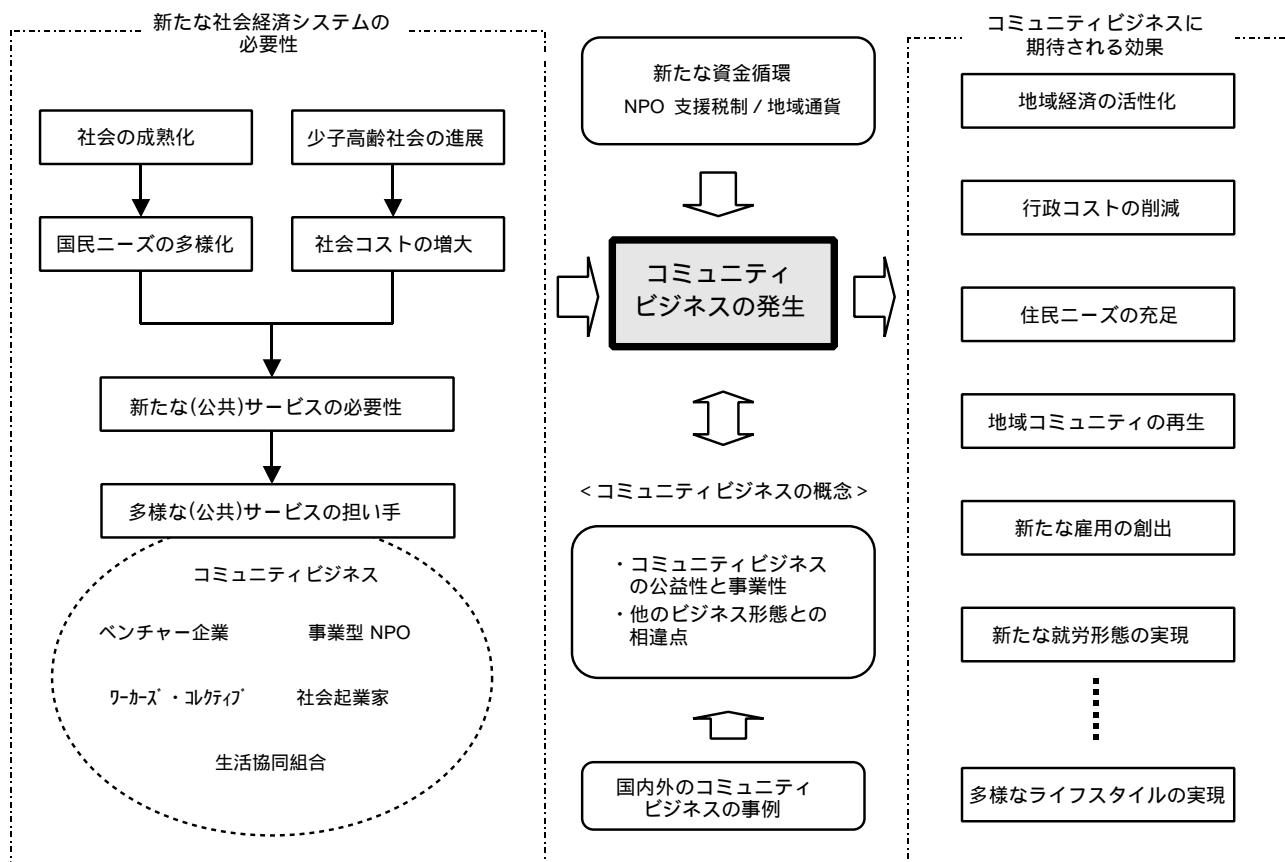 新たな社会経済システムの
必要性
社会の成熟化
少子高齢社会の進展
国民ニーズの多様化
社会コストの増大
新たな(公共)サービスの必要性
多様な(公共)サービスの担い手
コミュニティビジネス
ベンチャー企業
事業型 NPO
ﾜｰｶｰｽﾞ・ｺﾚｸﾃｨﾌﾞ
社会起業家
生活協同組合
新たな資金循環
NPO 支援税制 / 地域通貨
コミュニティ
ビジネスの発生
< コミュニティビジネスの概念 >
・コミュニティビジネス
の公益性と事業性
・他のビジネス形態との
相違点
国内外のコミュニティ
ビジネスの事例
コミュニティビジネスに
期待される効果
地域経済の活性化
行政コストの削減
住民ニーズの充足
地域コミュニティの再生
新たな雇用の創出
新たな就労形態の実現
多様なライフスタイルの実現